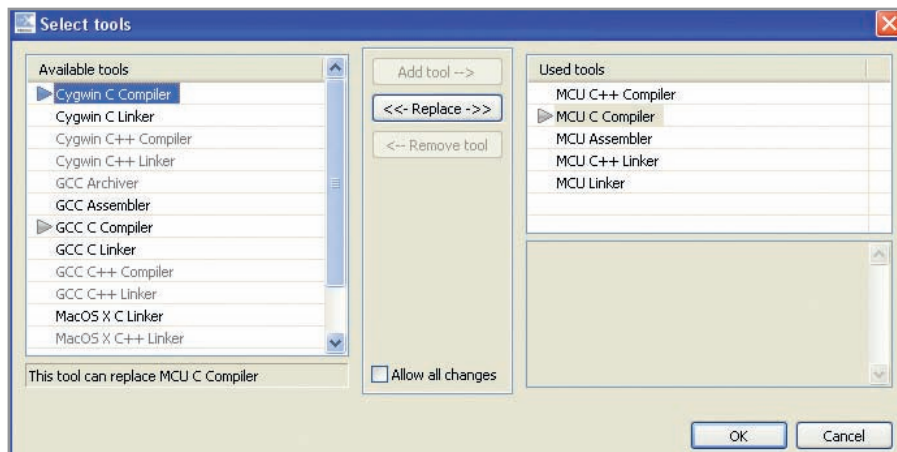 Select tools
Available tools
Cygwin C Compiler
Cygwin C Linker
Cygwin C++ Compiler
Cygwin C++ Linker
GCC Archiver
GCC Assembler
GCC C Compiler
GCC C Linker
GCC C++ Compiler
GCC C++ Linker
MacOS X C Linker
MacOS X C++ Linker
This tool can replace MCU C Compiler
Add tool -->
<<- Replace ->>
<-- Remove tool
Allow all changes
Used tools
MCU C++ Compiler
MCU C Compiler
MCU Assembler
MCU C++ Linker
MCU Linker
OK
Cancel